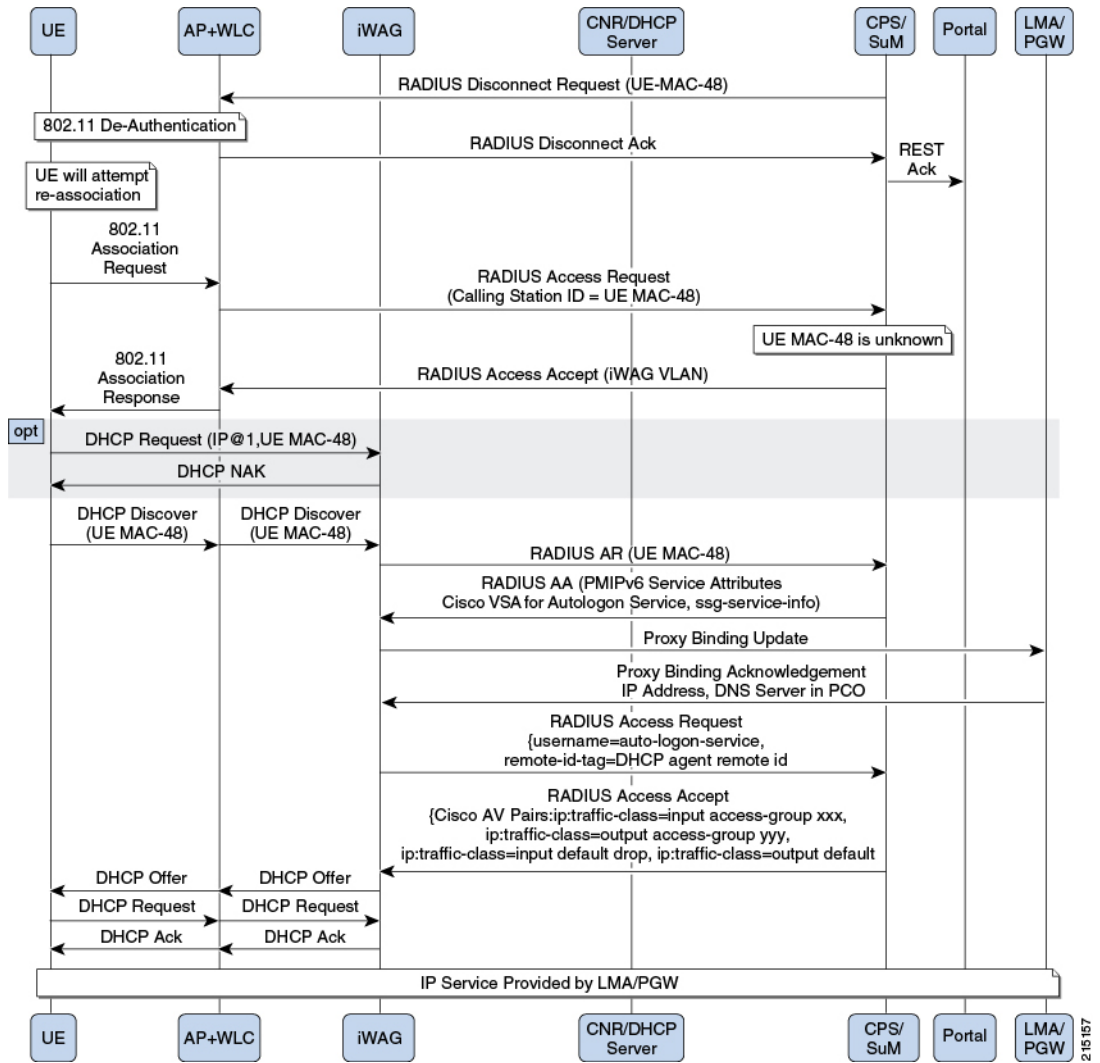 UE
AP+WLC
iWAG
CNR/DHCP
Server
CPS/
SuM
Portal
LMA/
PGW
RADIUS Disconnect Request (UE-MAC-48)
802.11 De-Authentication
RADIUS Disconnect Ack
REST
Ack
UE will attempt
re-association
802.11
Association
Request
RADIUS Access Request
(Calling Station ID = UE MAC-48)
UE MAC-48 is unknown
802.11
Association
Response
RADIUS Access Accept (iWAG VLAN)
opt
DHCP Request (IP@1,UE MAC-48)
DHCP NAK
DHCP Discover
(UE MAC-48)
DHCP Discover
(UE MAC-48)
RADIUS AR (UE MAC-48)
RADIUS AA (PMIPv6 Service Attributes
Cisco VSA for Autologon Service, ssg-service-info)
Proxy Binding Update
Proxy Binding Acknowledgement
IP Address, DNS Server in PCO
RADIUS Access Request
{username=auto-logon-service,
remote-id-tag=DHCP agent remote id
RADIUS Access Accept
{Cisco AV Pairs:ip:traffic-class=input access-group xxx,
ip:traffic-class=output access-group yyy,
ip:traffic-class=input default drop, ip:traffic-class=output default
DHCP Offer
DHCP Offer
DHCP Request
DHCP Request
DHCP Ack
DHCP Ack
IP Service Provided by LMA/PGW
UE
AP+WLC
iWAG
CNR/DHCP
Server
CPS/
SuM
Portal
LMA/
PGW
215157